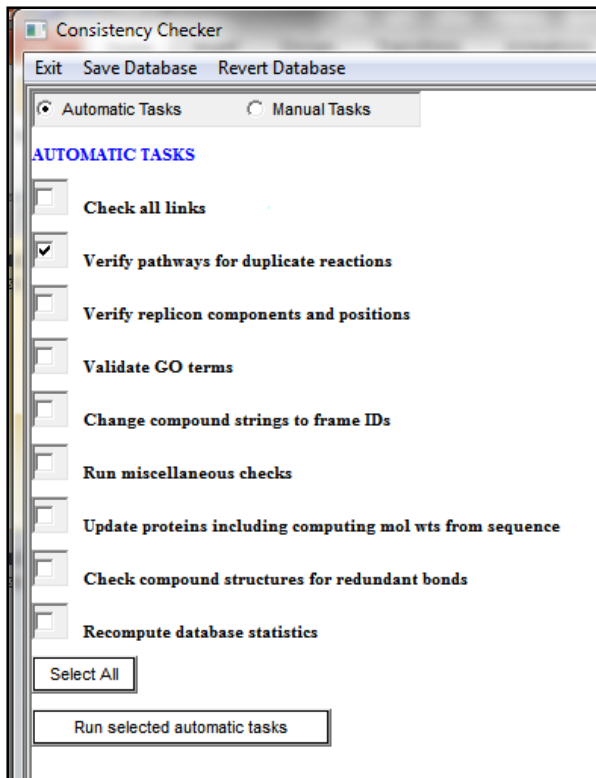 Consistency Checker
Exit Save Database Revert Database
Automatic Tasks Manual Tasks
AUTOMATIC TASKS
Check all links
Verify pathways for duplicate reactions
Verify replicon components and positions
Validate GO terms
Change compound strings to frame IDs
Run miscellaneous checks
Update proteins including computing mol wts from sequence
Check compound structures for redundant bonds
Recompute database statistics
Select All
Run selected automatic tasks